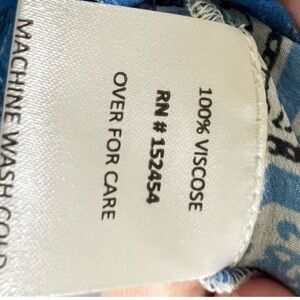 100% VISCOSE
RN # 152454
OVER FOR CARE
MACHINE WASH COLD